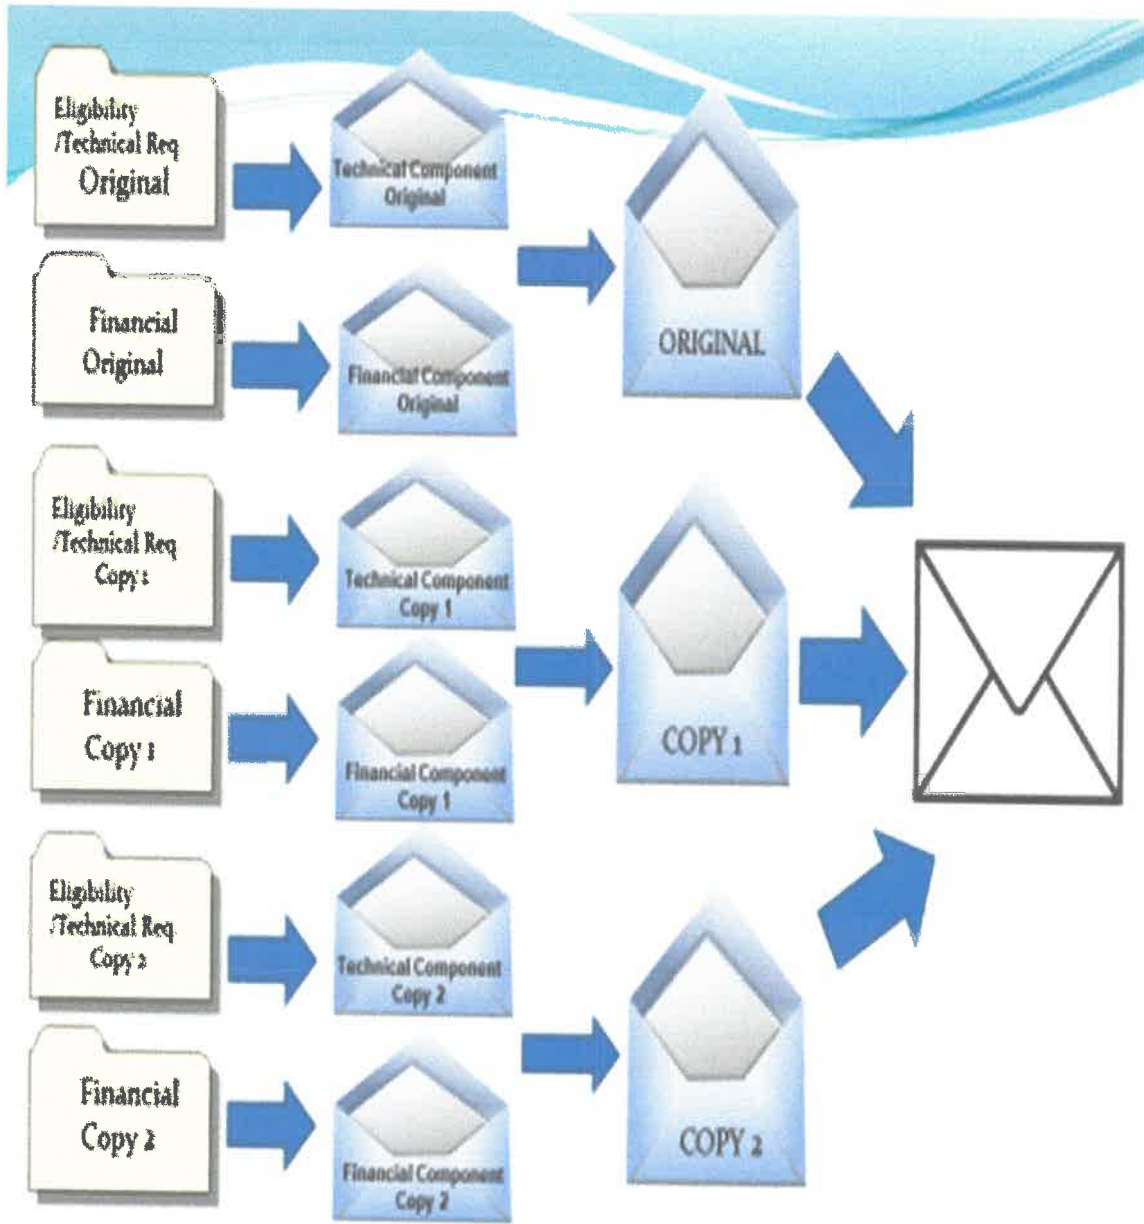 Eligibility
/Technical Req
Original
Technical Component
Original
Financial
Original
Financial Component
Original
ORIGINAL
Eligibility
/Technical Req
Copy 1
Technical Component
Copy 1
Financial
Copy 1
Financial Component
Copy 1
COPY 1
Eligibility
/Technical Req
Copy 2
Technical Component
Copy 2
Financial
Copy 2
Financial Component
Copy 2
COPY 2